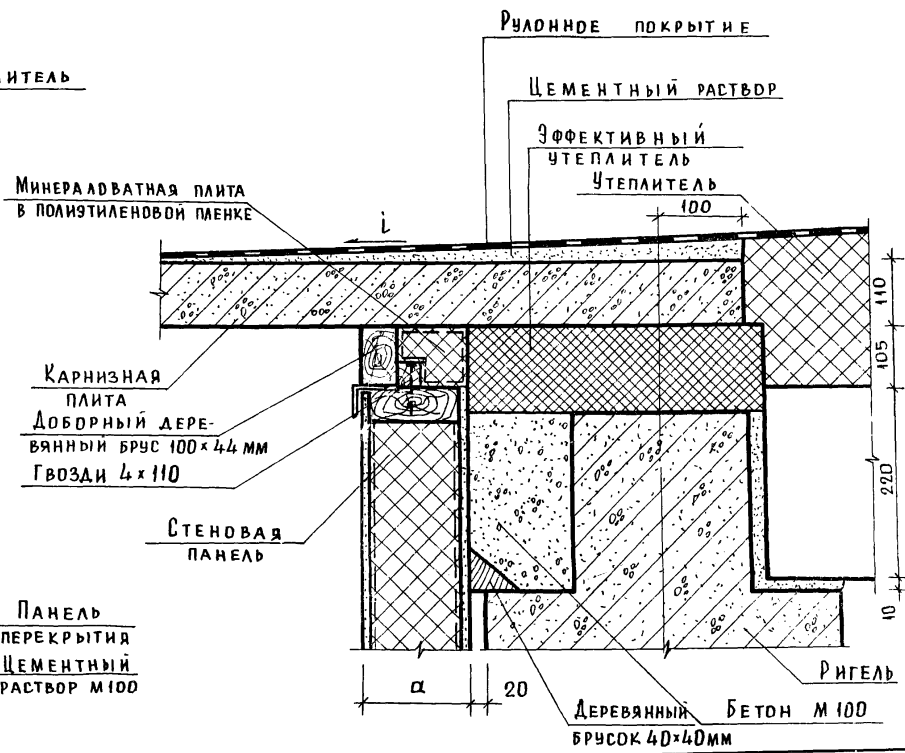 РУЛОННОЕ ПОКРЫТИЕ
ИТЕЛЬ
ЦЕМЕНТНЫЙ РАСТВОР
ЭФФЕКТИВНЫЙ
УТЕПЛИТЕЛЬ
УТЕПЛИТЕЛЬ
МИНЕРАЛОВАТНАЯ ПЛИТА
В ПОЛИЭТИЛЕНОВОЙ ПЛЕНКЕ
i
100
110
105
220
10
КАРНИЗНАЯ
ПЛИТА
ДОБОРНЫЙ ДЕРЕ-
ВЯННЫЙ БРУС 100×44 ММ
ГВОЗДИ 4×110
СТЕНОВАЯ
ПАНЕЛЬ
ПАНЕЛЬ
ПЕРЕКРЫТИЯ
ЦЕМЕНТНЫЙ
РАСТВОР М100
а
20
РИГЕЛЬ
БЕТОН М 100
ДЕРЕВЯННЫЙ
БРУСОК 40×40ММ